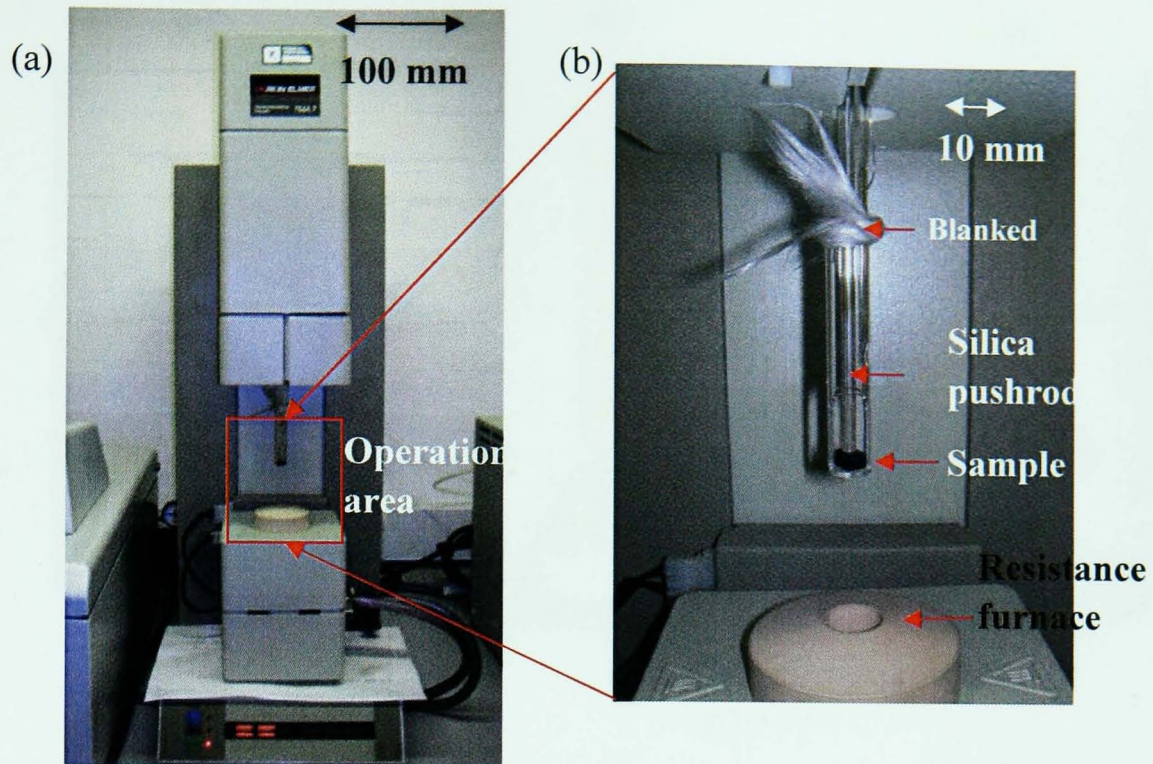 (a)
100 mm
Operation
area
(b)
10 mm
Blanked
Silica
pushrod
Sample
Resistance
furnace